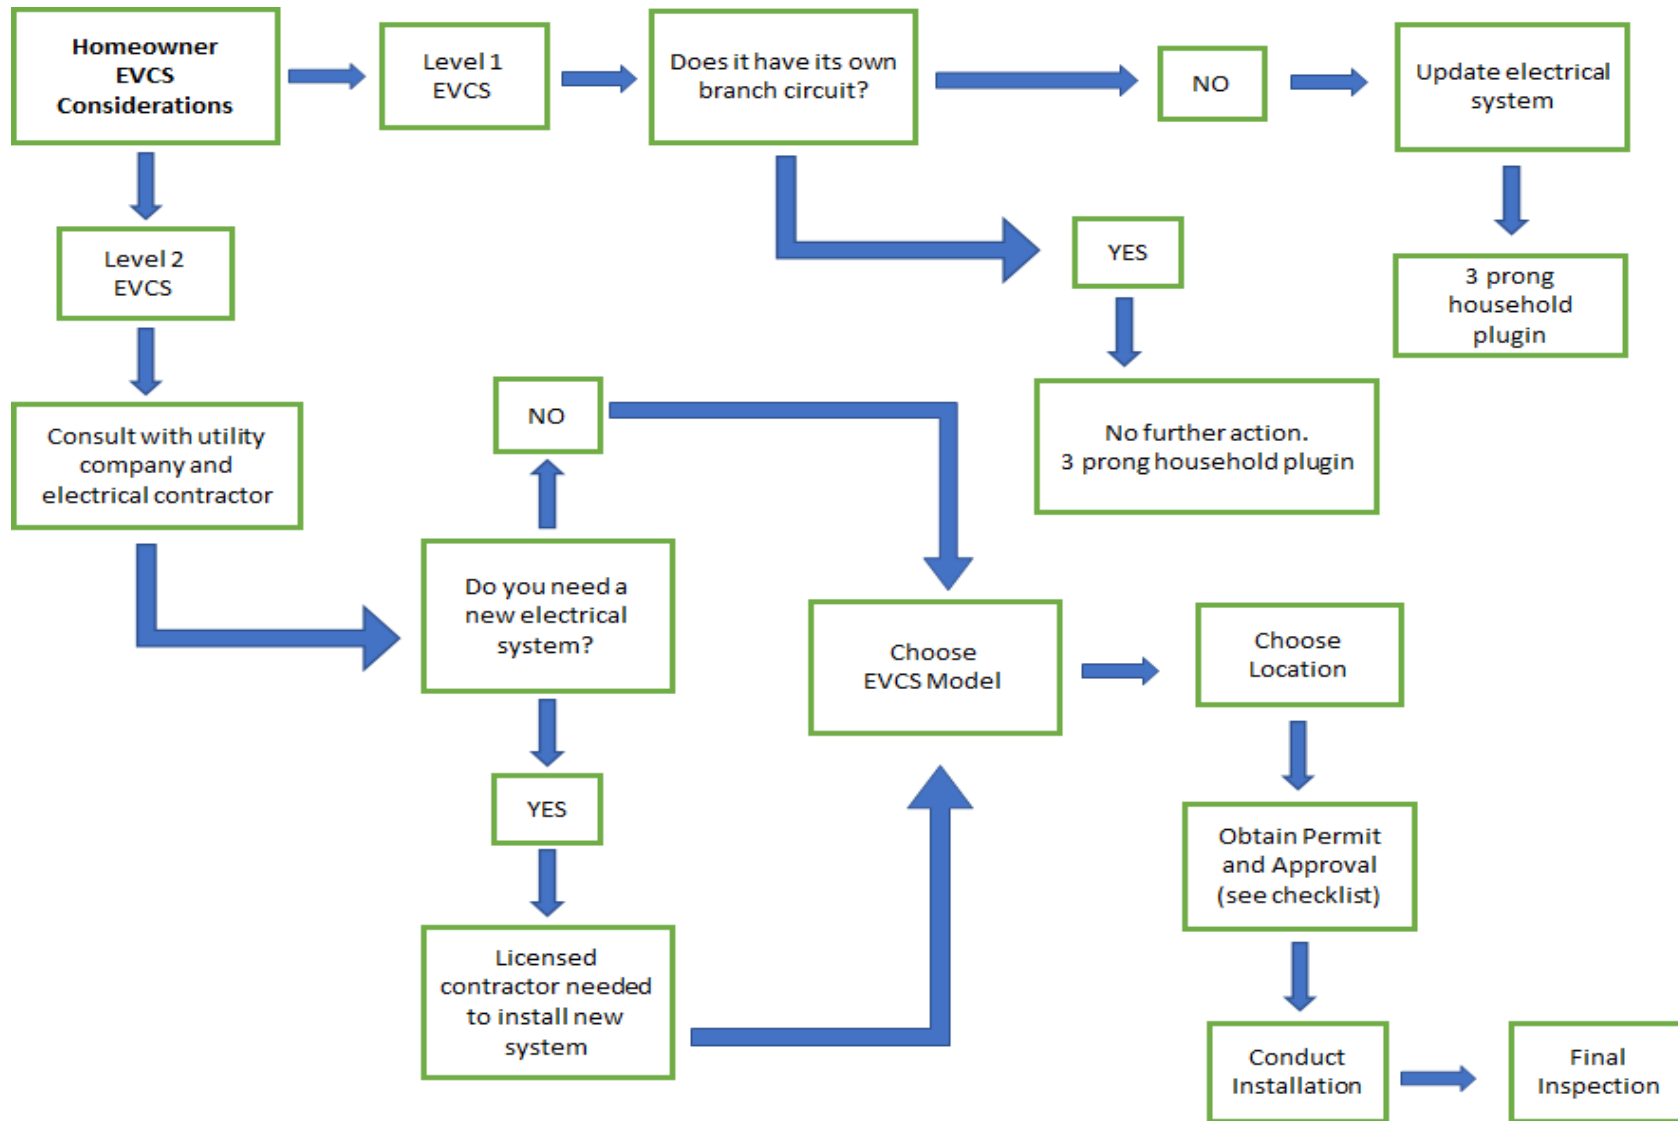 Homeowner
EVCS
Considerations
Level 1
EVCS
Does it have its own
branch circuit?
NO
Update electrical
system
Level 2
EVCS
YES
3 prong
household
plugin
Consult with utility
company and
electrical contractor
NO
No further action.
3 prong household plugin
Do you need a
new electrical
system?
Choose
EVCS Model
Choose
Location
YES
Obtain Permit
and Approval
(see checklist)
Licensed
contractor needed
to install new
system
Conduct
Installation
Final
Inspection